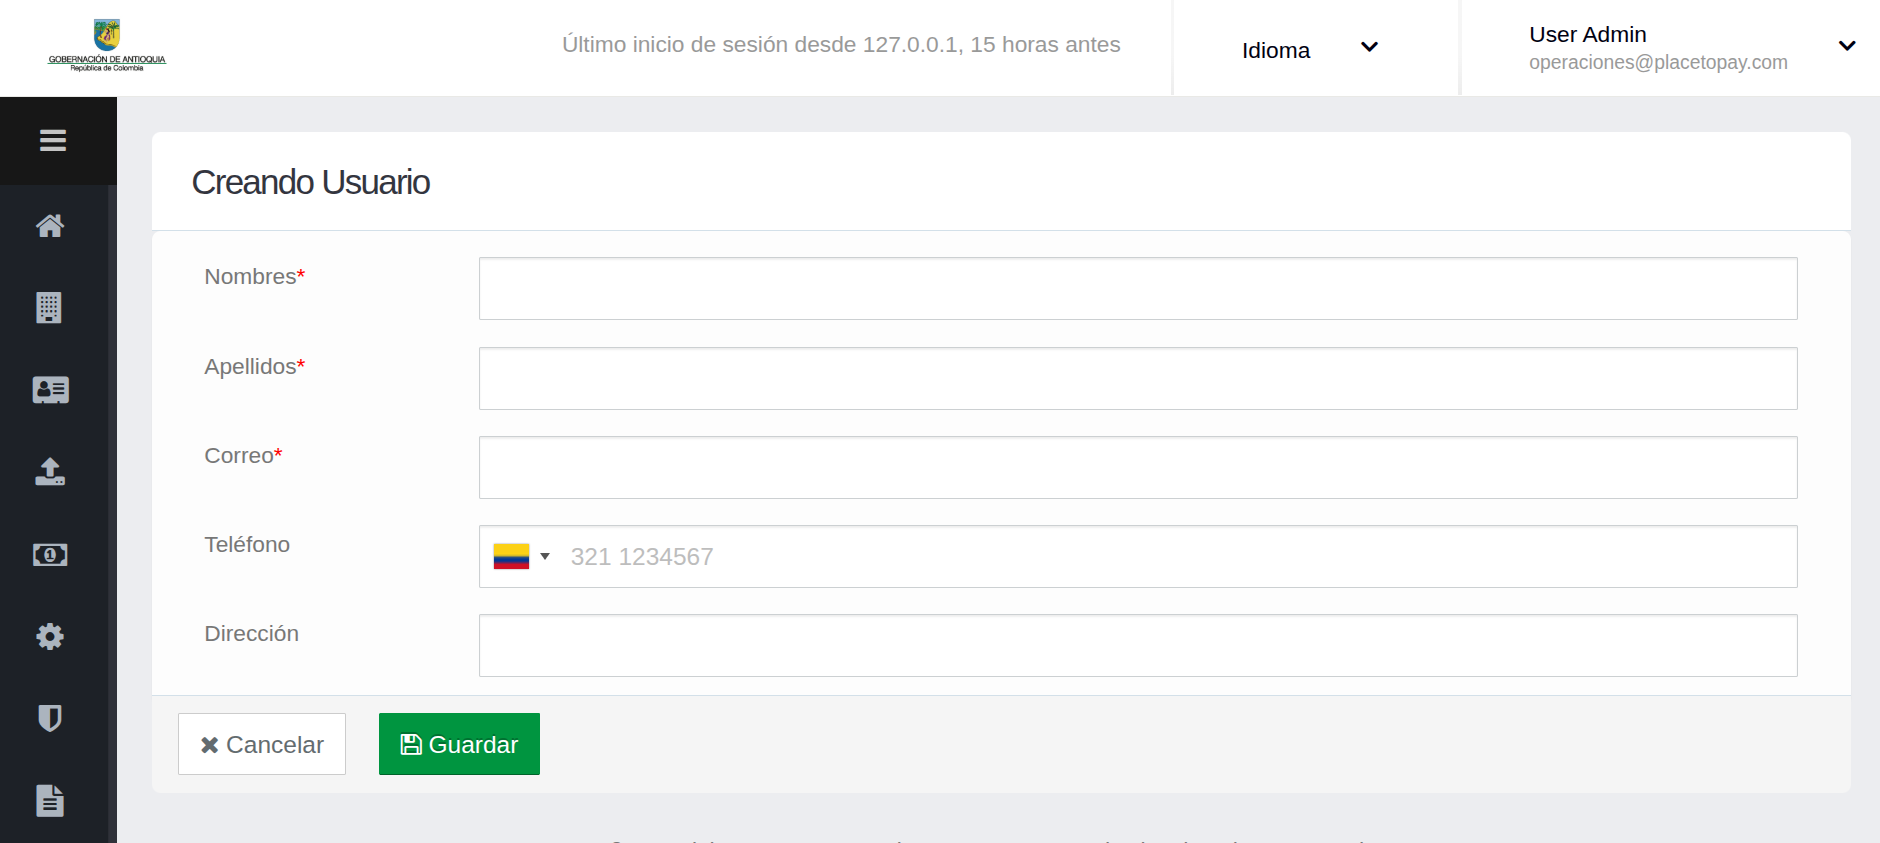 GOBERNACIÓN DE ANTIOQUIA
República de Colombia
Último inicio de sesión desde 127.0.0.1, 15 horas antes
Idioma
User Admin
operaciones@placetopay.com
Creando Usuario
Nombres*
Apellidos*
Correo*
Teléfono
321 1234567
Dirección
Cancelar
Guardar